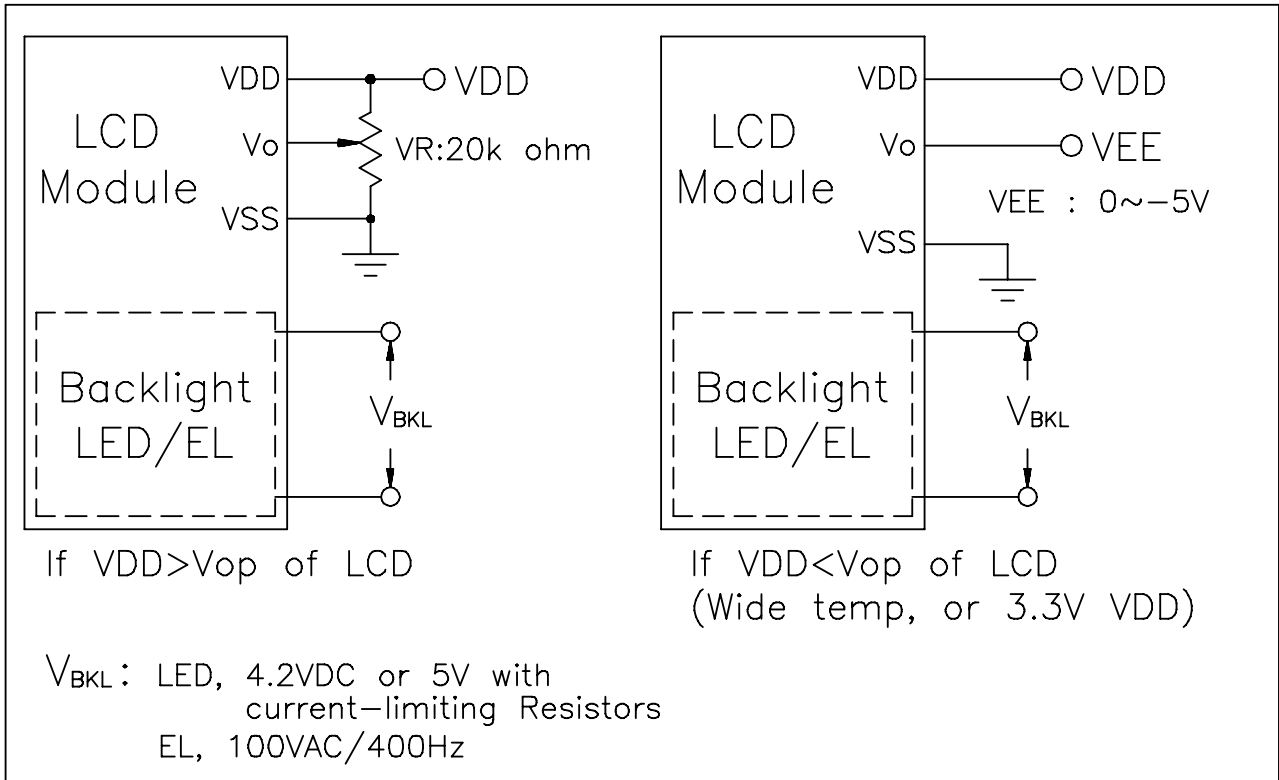 VDD
VDD
LCD
Module
Vo
VR:20k ohm
VSS
Backlight
LED/EL
VBKL
If VDD>Vop of LCD
VDD
VDD
LCD
Module
Vo
VEE
VEE : 0~-5V
VSS
Backlight
LED/EL
VBKL
If VDD<Vop of LCD
(Wide temp, or 3.3V VDD)
VBKL: LED, 4.2VDC or 5V with
current-limiting Resistors
EL, 100VAC/400Hz